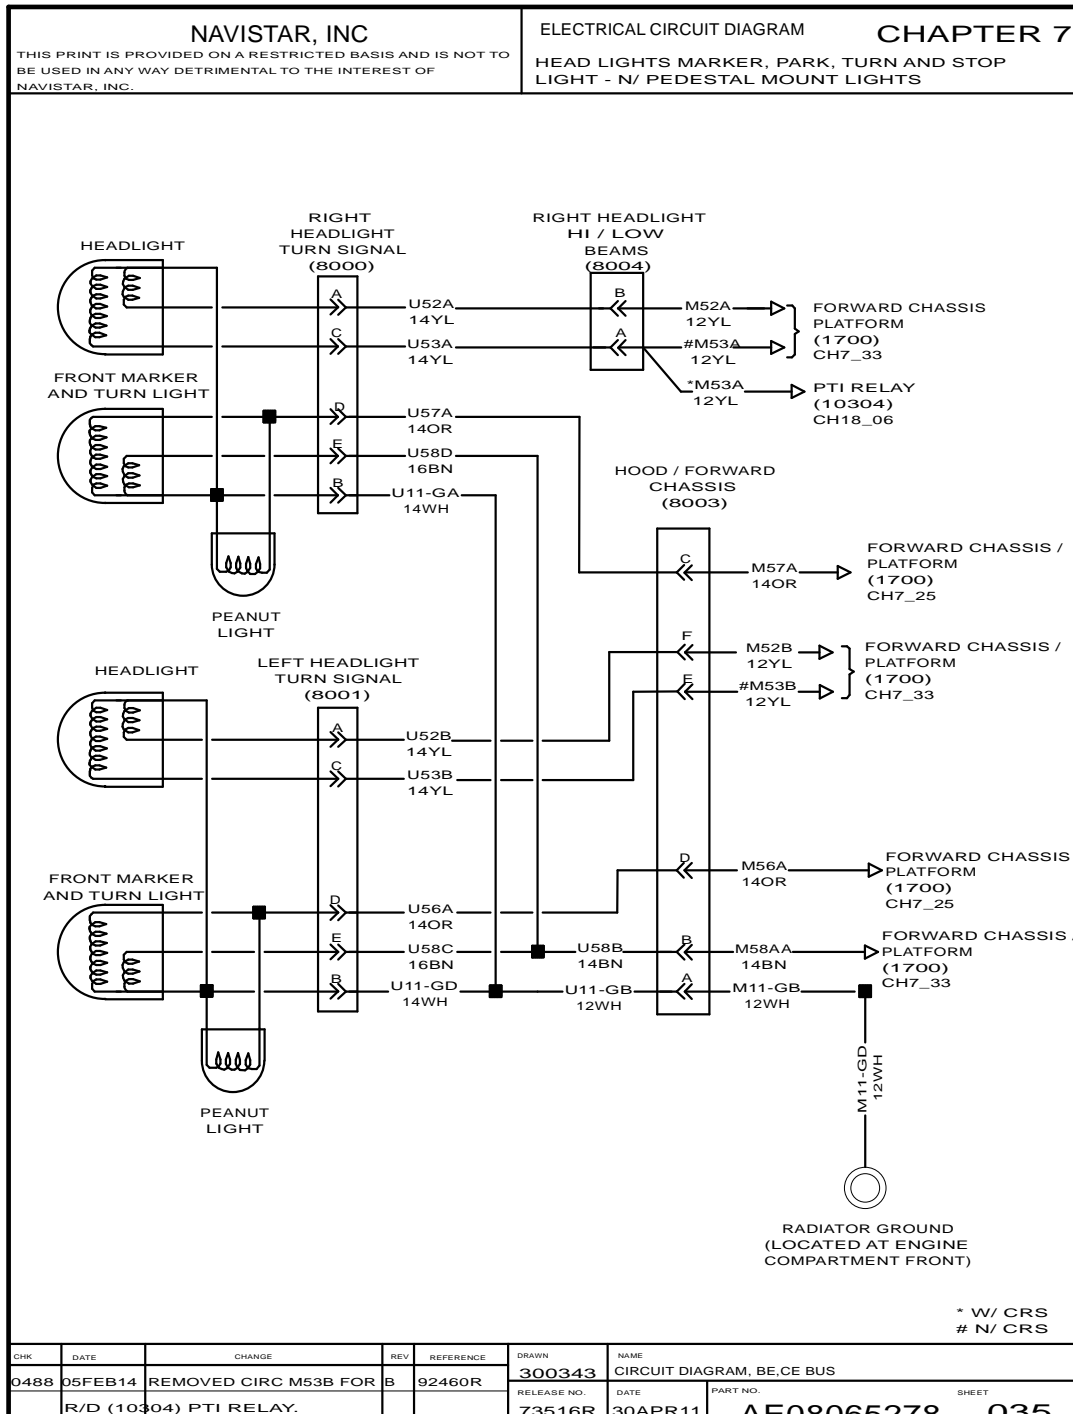 NAVISTAR, INC
THIS PRINT IS PROVIDED ON A RESTRICTED BASIS AND IS NOT TO
BE USED IN ANY WAY DETRIMENTAL TO THE INTEREST OF
NAVISTAR, INC.
ELECTRICAL CIRCUIT DIAGRAM
CHAPTER 7
HEAD LIGHTS MARKER, PARK, TURN AND STOP
LIGHT - N/ PEDESTAL MOUNT LIGHTS
HEADLIGHT
RIGHT
HEADLIGHT
TURN SIGNAL
(8000)
RIGHT HEADLIGHT
HI / LOW
BEAMS
(8004)
A
U52A
14YL
B
M52A
12YL
C
U53A
14YL
A
#M53A
12YL
FORWARD CHASSIS
PLATFORM
(1700)
CH7_33
*M53A
12YL
PTI RELAY
(10304)
CH18_06
FRONT MARKER
AND TURN LIGHT
D
U57A
14OR
E
U58D
16BN
B
U11-GA
14WH
PEANUT
LIGHT
HOOD / FORWARD
CHASSIS
(8003)
C
M57A
14OR
FORWARD CHASSIS /
PLATFORM
(1700)
CH7_25
F
M52B
12YL
E
#M53B
12YL
FORWARD CHASSIS /
PLATFORM
(1700)
CH7_33
HEADLIGHT
LEFT HEADLIGHT
TURN SIGNAL
(8001)
A
U52B
14YL
C
U53B
14YL
FRONT MARKER
AND TURN LIGHT
D
U56A
14OR
D
M56A
14OR
FORWARD CHASSIS
PLATFORM
(1700)
CH7_25
E
U58C
16BN
U58B
14BN
B
M58AA
14BN
FORWARD CHASSIS /
PLATFORM
(1700)
CH7_33
B
U11-GD
14WH
U11-GB
12WH
A
M11-GB
12WH
M11-GD
12WH
PEANUT
LIGHT
RADIATOR GROUND
(LOCATED AT ENGINE
COMPARTMENT FRONT)
* W/ CRS
# N/ CRS
CHK DATE CHANGE REV REFERENCE
0488 05FEB14 REMOVED CIRC M53B FOR B 92460R
R/D (10304) PTI RELAY.
DRAWN
300343
NAME
CIRCUIT DIAGRAM, BE,CE BUS
RELEASE NO.
73516R
DATE
30APR11
PART NO.
AE08065278
SHEET
035